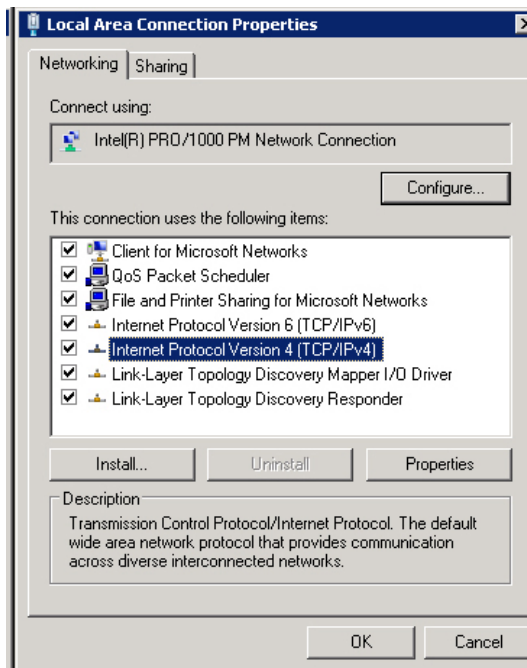 Local Area Connection Properties
Networking
Sharing
Connect using:
Intel(R) PRO/1000 PM Network Connection
Configure...
This connection uses the following items:
Client for Microsoft Networks
QoS Packet Scheduler
File and Printer Sharing for Microsoft Networks
Internet Protocol Version 6 (TCP/IPv6)
Internet Protocol Version 4 (TCP/IPv4)
Link-Layer Topology Discovery Mapper I/O Driver
Link-Layer Topology Discovery Responder
Install...
Uninstall
Properties
Description
Transmission Control Protocol/Internet Protocol. The default
wide area network protocol that provides communication
across diverse interconnected networks.
OK
Cancel